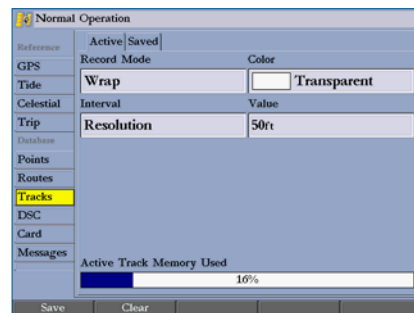 Normal Operation
Reference
GPS
Tide
Celestial
Trip
Database
Points
Routes
Tracks
DSC
Card
Messages
Active Saved
Record Mode Color
Wrap Transparent
Interval Value
Resolution 50ft
Active Track Memory Used
16%
Save Clear